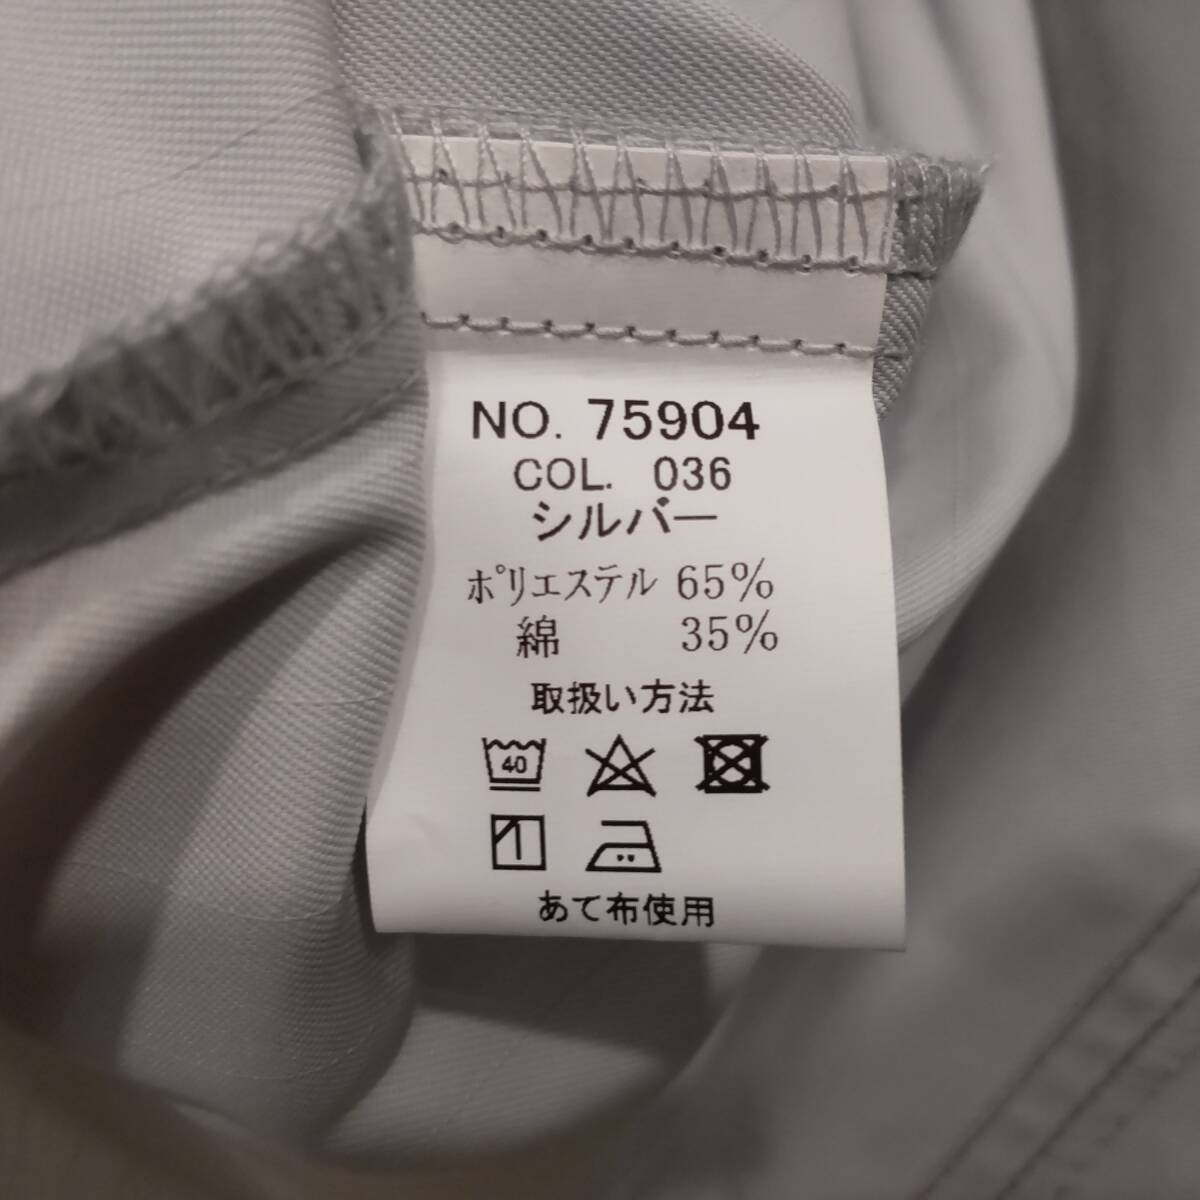 NO. 75904
COL. 036
シルバー
ポリエステル 65%
綿 35%
取扱い方法
40
あて布使用